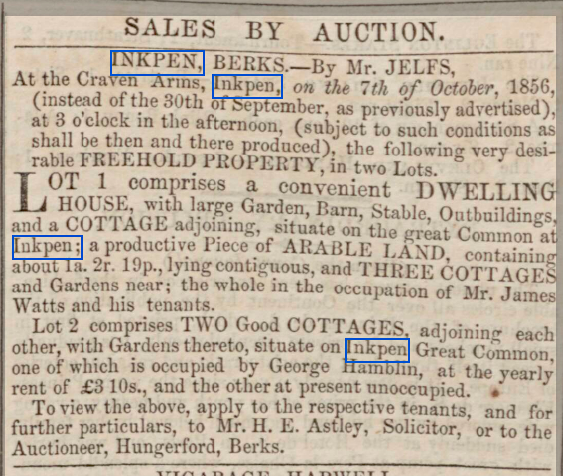 SALES BY AUCTION.
INKPEN, BERKS.—By Mr. JELFS,
At the Craven Arms, Inkpen, on the 7th of October, 1856,
(instead of the 30th of September, as previously advertised),
at 3 o'clock in the afternoon, (subject to such conditions as
shall be then and there produced), the following very desi-
rable FREEHOLD PROPERTY, in two Lots.
LOT 1 comprises a convenient DWELLING
HOUSE, with large Garden, Barn, Stable, Outbuildings,
and a COTTAGE adjoining, situate on the great Common at
Inkpen; a productive Piece of ARABLE LAND, containing
about 1a. 2r. 19p., lying contiguous, and THREE COTTAGES
and Gardens near; the whole in the occupation of Mr. James
Watts and his tenants.
Lot 2 comprises TWO Good COTTAGES, adjoining each
other, with Gardens thereto, situate on Inkpen Great Common,
one of which is occupied by George Hamblin, at the yearly
rent of £3 10s., and the other at present unoccupied.
To view the above, apply to the respective tenants, and for
further particulars, to Mr. H. E. Astley, Solicitor, or to the
Auctioneer, Hungerford, Berks.
VICARAGE HARWELL